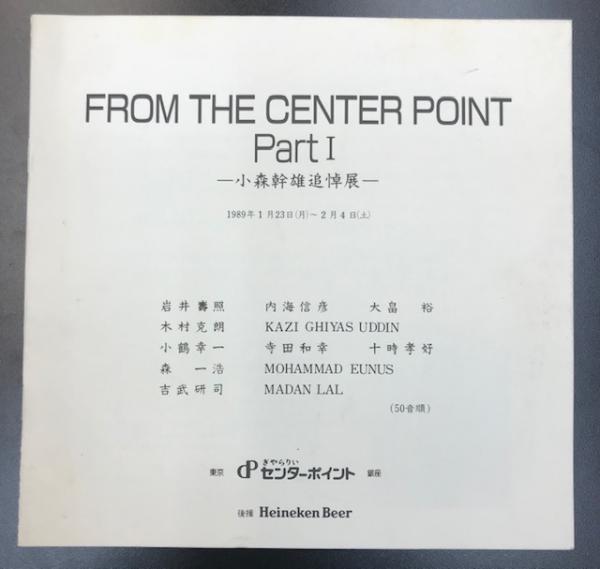 FROM THE CENTER POINT
Part I
―小森幹雄追悼展―
1989年1月23日(月)～2月4日(土)
岩井壽照 内海信彦 大畠 裕
木村克朗 KAZI GHIYAS UDDIN
小鶴幸一 寺田和幸 十時孝好
森 一浩 MOHAMMAD EUNUS
吉武研司 MADAN LAL
(50音順)
ぎゃらりい
東京 センターポイント 銀座
後援 Heineken Beer